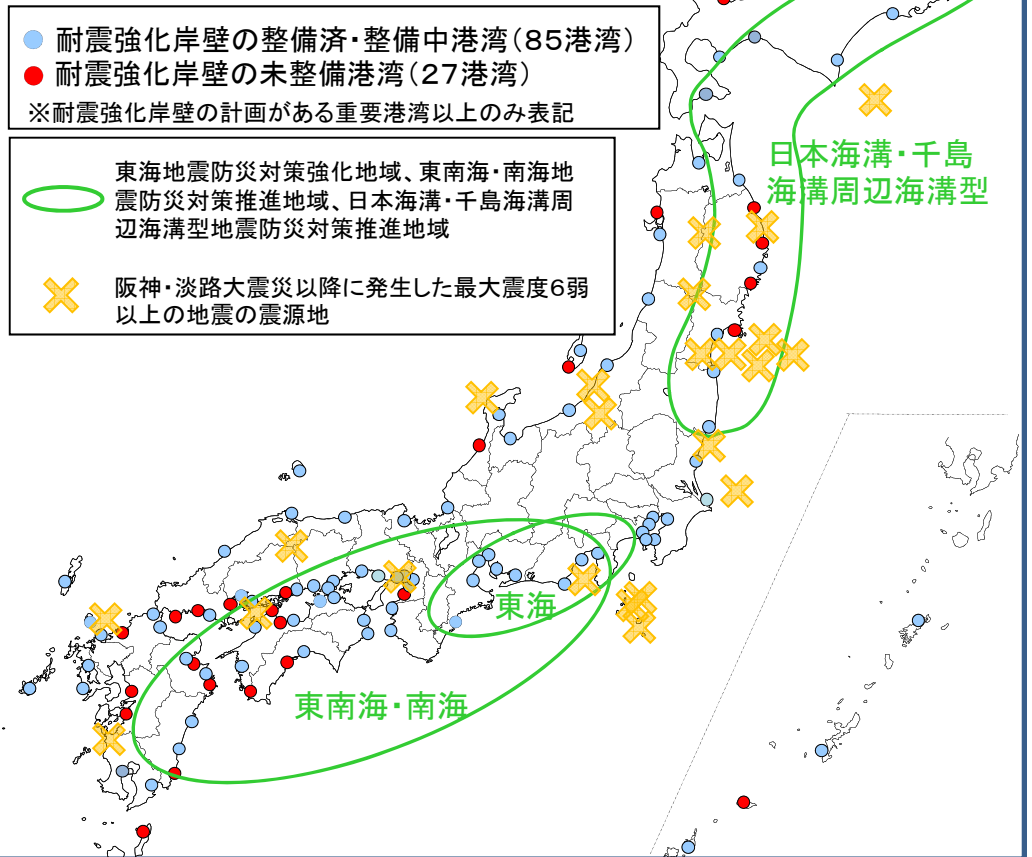 耐震強化岸壁の整備済・整備中港湾(85港湾)
耐震強化岸壁の未整備港湾(27港湾)
※耐震強化岸壁の計画がある重要港湾以上のみ表記
東海地震防災対策強化地域、東南海・南海地
震防災対策推進地域、日本海溝・千島海溝周
辺海溝型地震防災対策推進地域
阪神・淡路大震災以降に発生した最大震度6弱
以上の地震の震源地
日本海溝・千島
海溝周辺海溝型
東海
東南海・南海